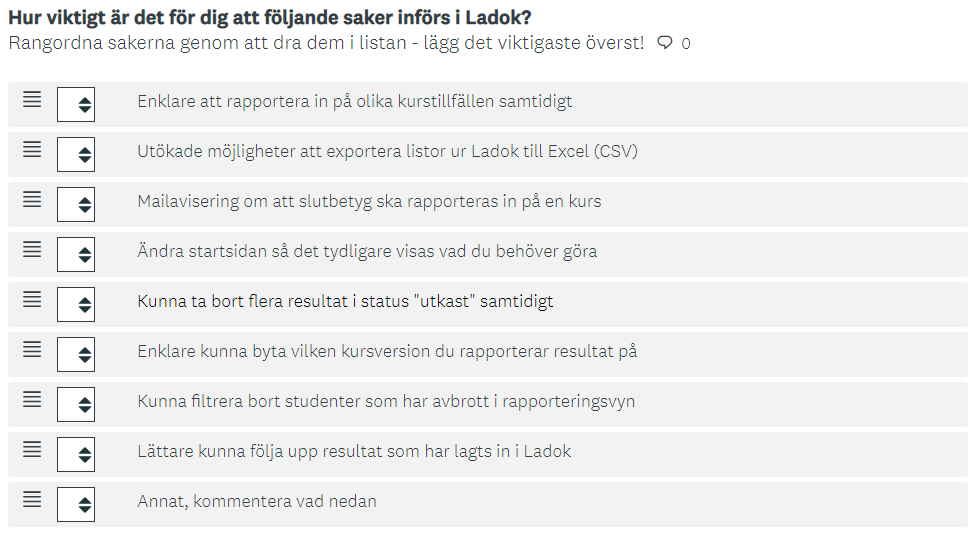 Hur viktigt är det för dig att följande saker införs i Ladok?
Rangordna sakerna genom att dra dem i listan - lägg det viktigaste överst! 0
Enklare att rapportera in på olika kurstillfällen samtidigt
Utökade möjligheter att exportera listor ur Ladok till Excel (CSV)
Mailavisering om att slutbetyg ska rapporteras in på en kurs
Ändra startsidan så det tydligare visas vad du behöver göra
Kunna ta bort flera resultat i status "utkast" samtidigt
Enklare kunna byta vilken kursversion du rapporterar resultat på
Kunna filtrera bort studenter som har avbrott i rapporteringsvyn
Lättare kunna följa upp resultat som har lagts in i Ladok
Annat, kommentera vad nedan